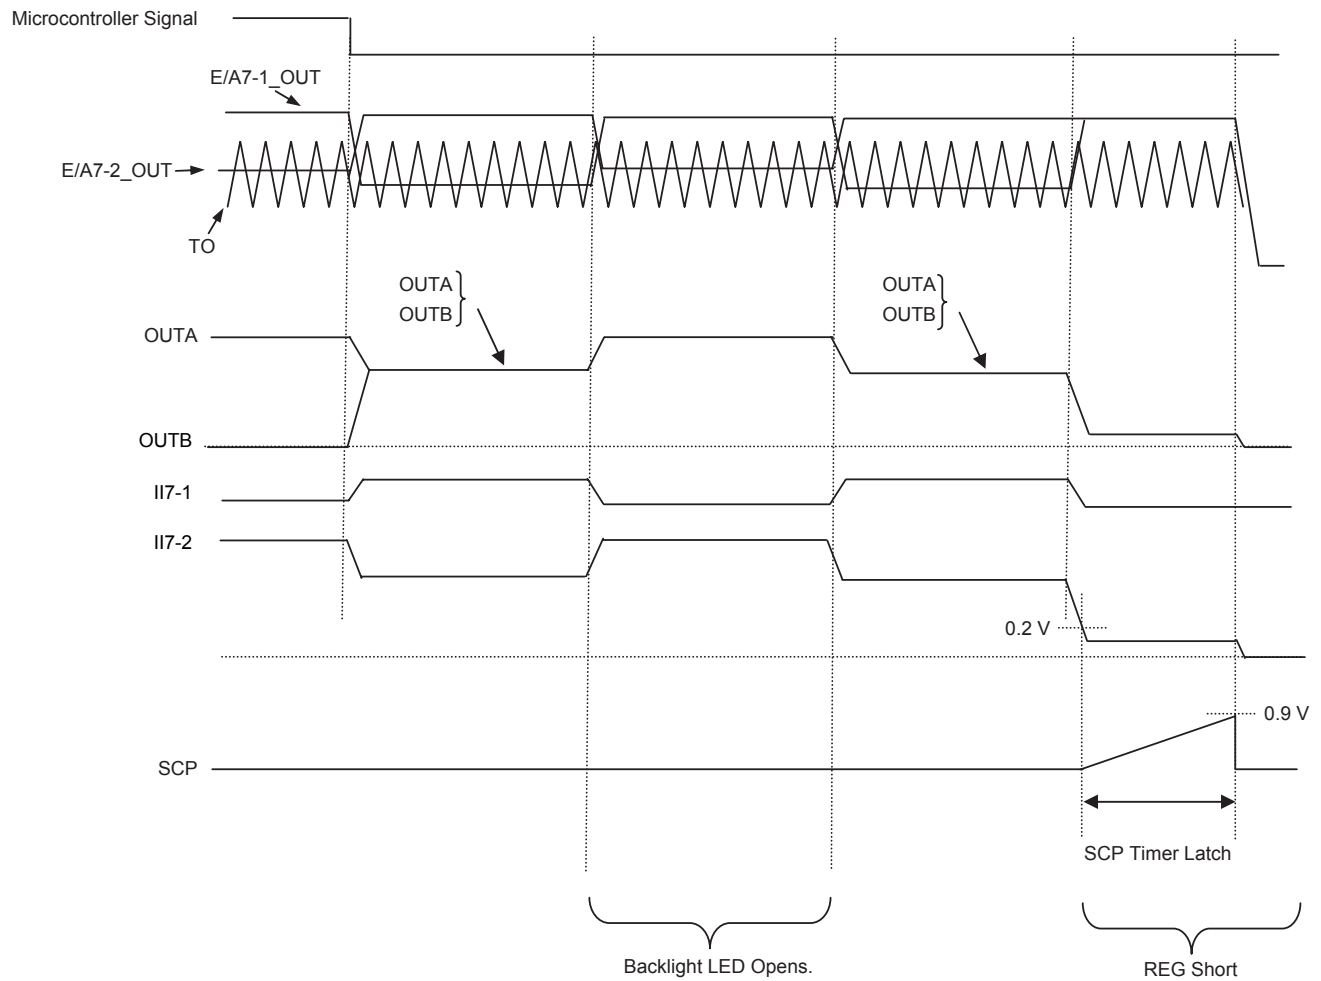 Microcontroller Signal
E/A7-1_OUT
E/A7-2_OUT
TO
OUTA
OUTB
OUTA
OUTB
OUTA
OUTB
II7-1
II7-2
0.2 V
0.9 V
SCP
SCP Timer Latch
Backlight LED Opens.
REG Short